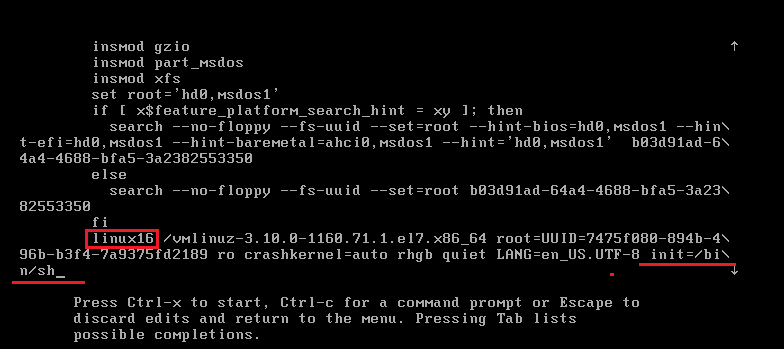 insmod gzio
insmod part_msdos
insmod xfs
set root='hd0,msdos1'
if [ x$feature_platform_search_hint = xy ]; then
search --no-floppy --fs-uuid --set=root --hint-bios=hd0,msdos1 --hin\
t-efi=hd0,msdos1 --hint-baremetal=ahci0,msdos1 --hint='hd0,msdos1'  b03d91ad-6\
4a4-4688-bfa5-3a2382553350
else
search --no-floppy --fs-uuid --set=root b03d91ad-64a4-4688-bfa5-3a23\
82553350
fi
linux16 /vmlinuz-3.10.0-1160.71.1.el7.x86_64 root=UUID=7475f080-894b-4\
96b-b3f4-7a9375fd2189 ro crashkernel=auto rhgb quiet LANG=en_US.UTF-8 init=/bi\
n/sh_
Press Ctrl-x to start, Ctrl-c for a command prompt or Escape to
discard edits and return to the menu. Pressing Tab lists
possible completions.